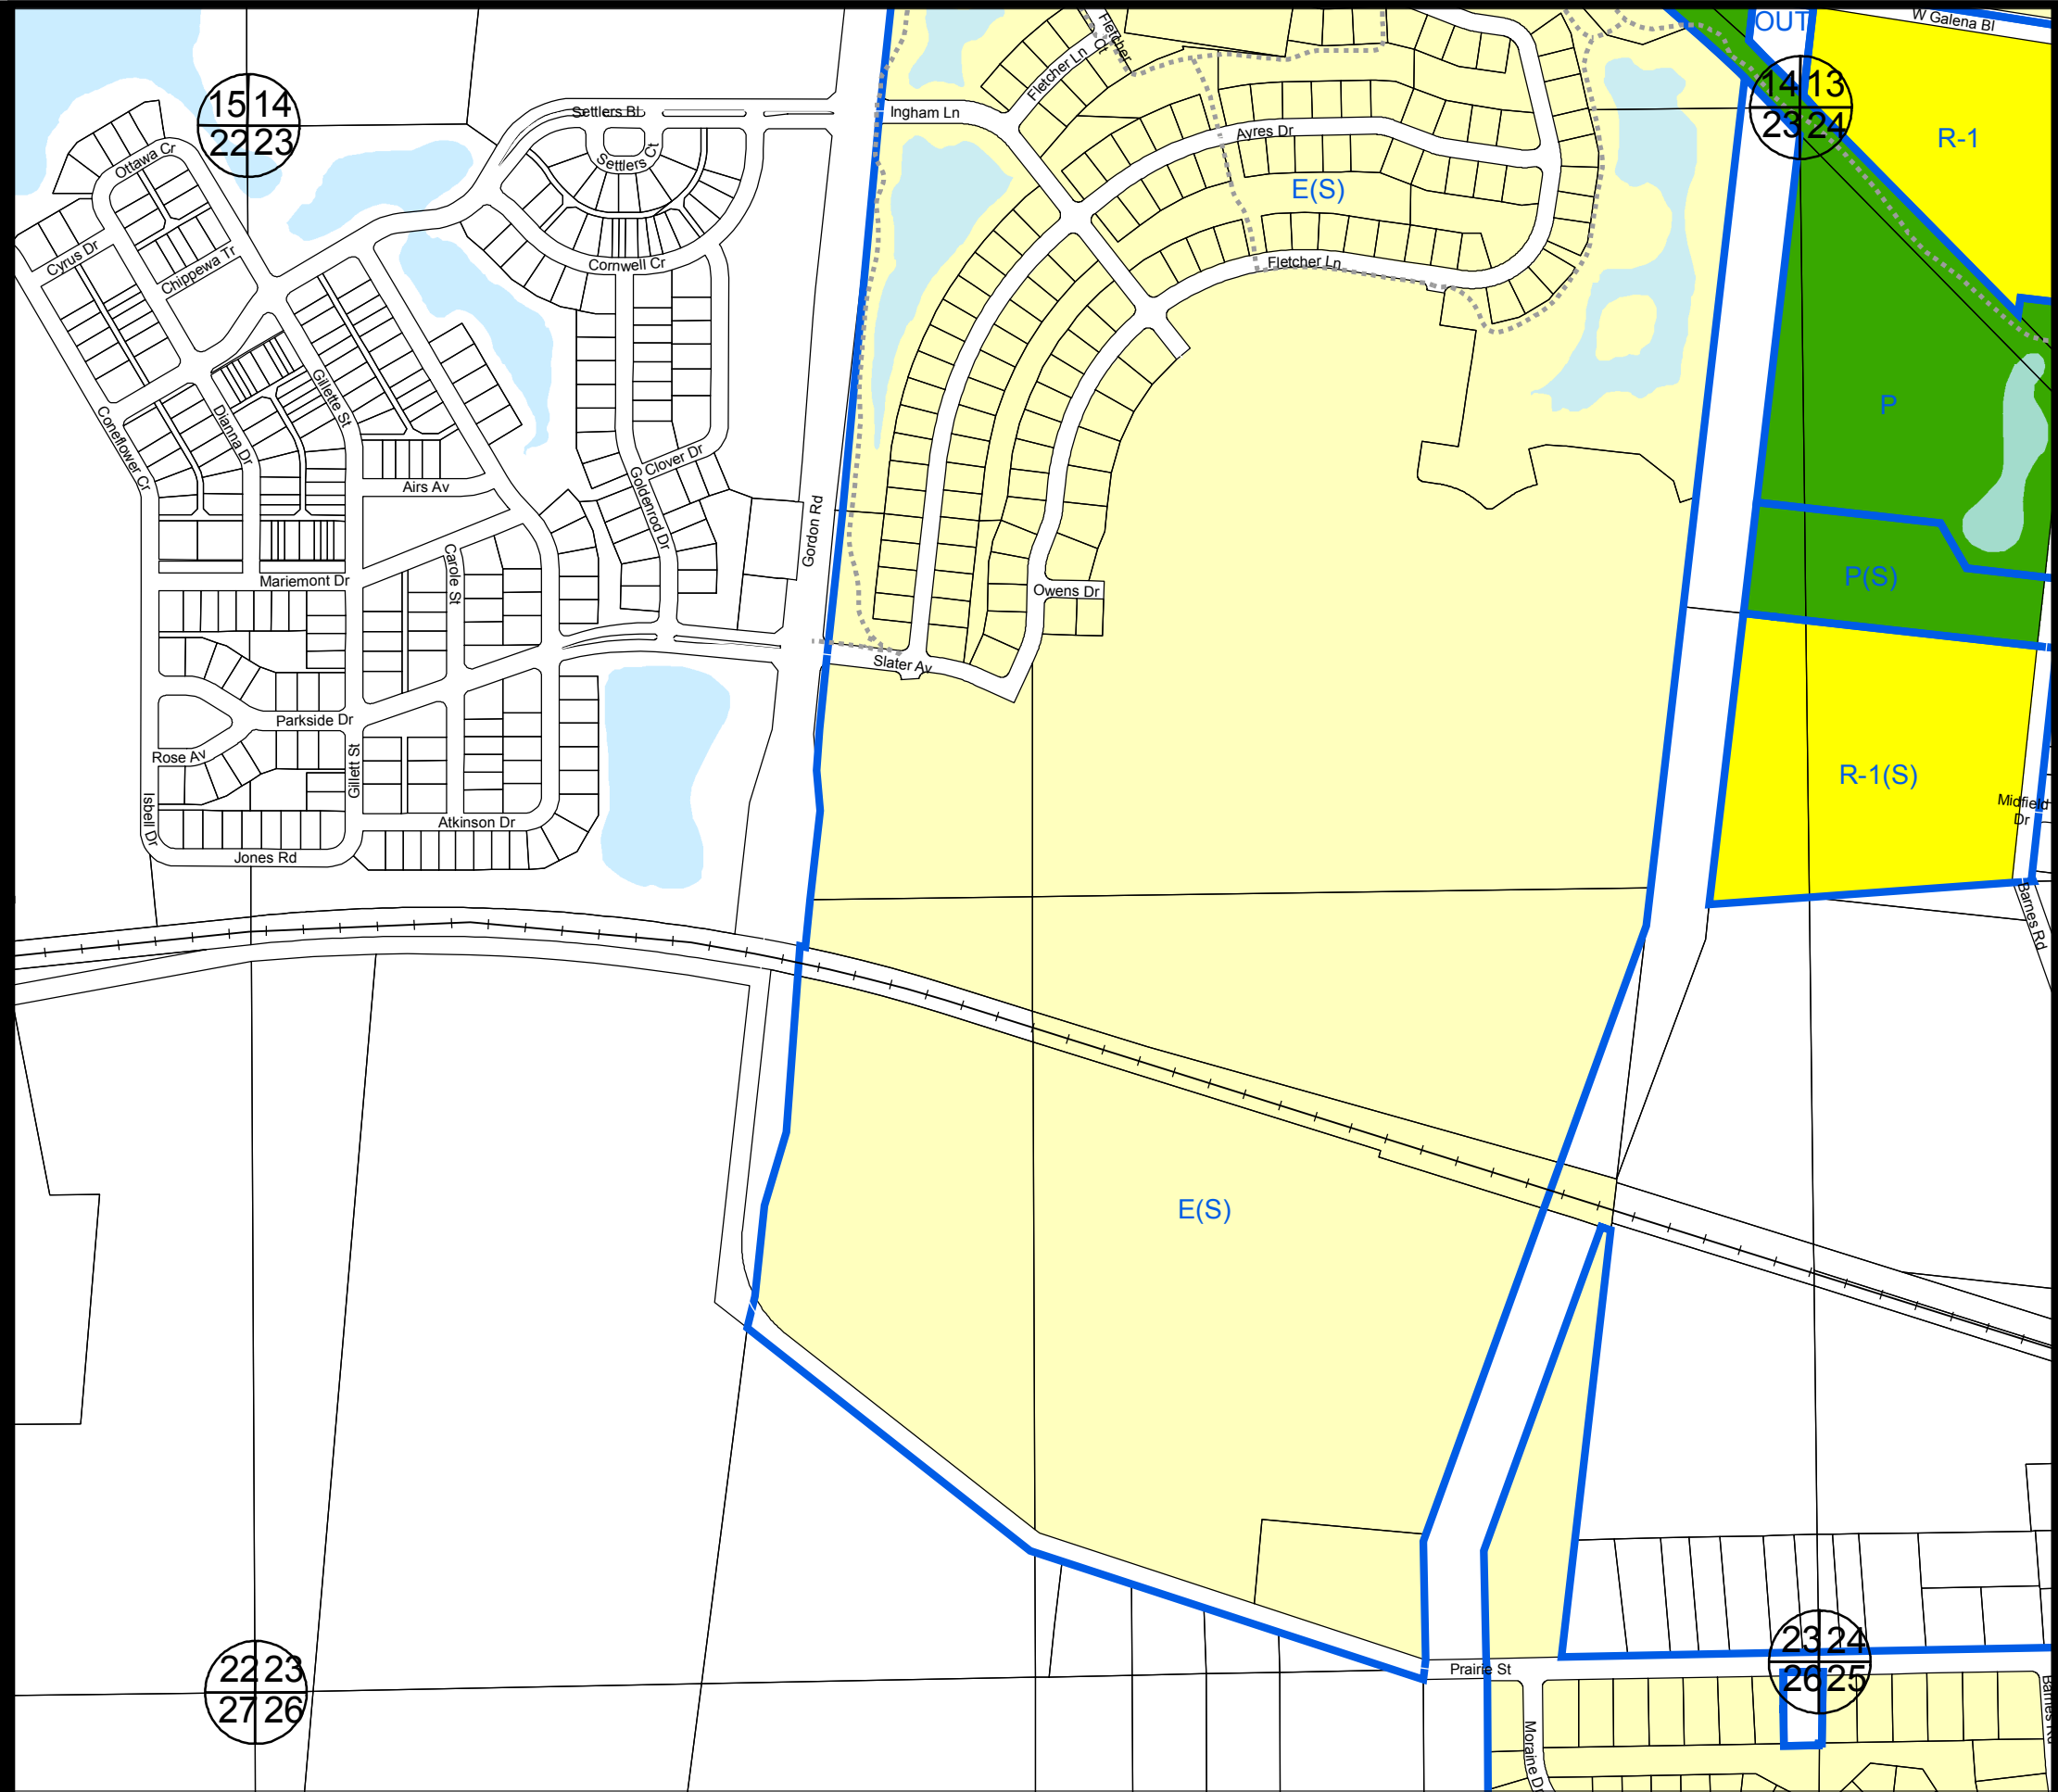 OUT
W Galena Bl
Fletcher
Ct
Fletcher Ln
15 14
22 23
14 13
23 24
R-1
Settlers Bl
Settlers Ct
Ingham Ln
Ayres Dr
E(S)
Ottawa Cr
Cyrus Dr
Chippewa Tr
Cornwell Cr
Fletcher Ln
Gillette St
Dianna Dr
Coneflower Cr
P
Clover Dr
Goldenrod Dr
Airs Av
Gordon Rd
Mariemont Dr
Carole St
Owens Dr
P(S)
Slater Av
Parkside Dr
Rose Av
Gillett St
R-1(S)
Isbell Dr
Atkinson Dr
Jones Rd
Midfield
Dr
Barnes Rd
E(S)
22 23
27 26
23 24
26 25
Prairie St
Moraine Dr
Barnes Rd